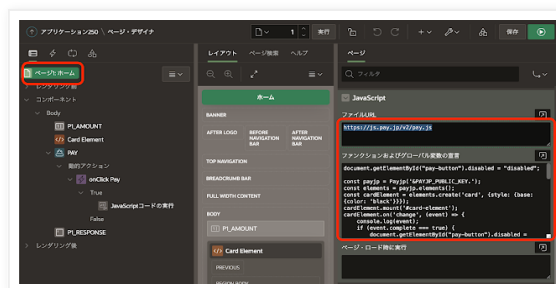 アプリケーション250 \ ページ・デザイナ
1
実行
保存
ページ1: ホーム
レンダリング前
コンポーネント
Body
P1_AMOUNT
Card Element
PAY
動的アクション
onClick Pay
True
JavaScriptコードの実行
False
P1_RESPONSE
レンダリング後
レイアウト
ページ検索
ヘルプ
ホーム
BANNER
AFTER LOGO
BEFORE NAVIGATION BAR
AFTER NAVIGATION BAR
TOP NAVIGATION
BREADCRUMB BAR
FULL WIDTH CONTENT
BODY
P1_AMOUNT
Card Element
PREVIOUS
REGION BODY
ページ
フィルタ
JavaScript
ファイルURL
https://js.pay.jp/v2/pay.js
ファンクションおよびグローバル変数の宣言
document.getElementById("pay-button").disabled = "disabled";
const payjp = Payjp('&PAYJP_PUBLIC_KEY.');
const elements = payjp.elements();
const cardElement = elements.create('card', {style: {base:
{color: 'black'}}});
cardElement.mount('#card-element');
cardElement.on('change', (event) => {
console.log(event);
if (event.complete === true) {
document.getElementById("pay-button").disabled =
ページ・ロード時に実行